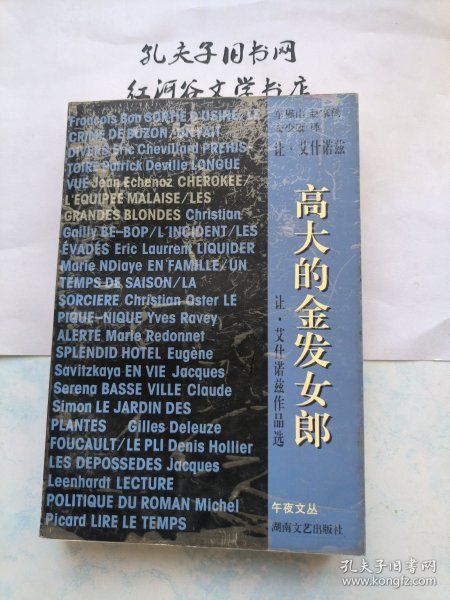 孔夫子旧书网
红河谷文学书店
François Bon SORTIE D'USINE/LE
CRIME DE BUZON/UN FAIT
DIVERS Eric Chevillard PREHIS-
TOIRE Patrick Deville LONGUE
VUE Jean Echenoz CHEROKEE/
L'EQUIPEE MALAISE/LES
GRANDES BLONDES Christian
Gailly BE-BOP/L'INCIDENT/LES
EVADÉS Eric Laurrent LIQUIDER
Marie NDiaye EN FAMILLE/UN
TEMPS DE SAISON/LA
SORCIERE Christian Oster LE
PIQUE-NIQUE Yves Ravey
ALERTE Marie Redonnet
SPLENDID HOTEL Eugène
Savitzkaya EN VIE Jacques
Serena BASSE VILLE Claude
Simon LE JARDIN DES
PLANTES Gilles Deleuze
FOUCAULT/LE PLI Denis Hollier
LES DEPOSSEDES Jacques
Leenhardt LECTURE
POLITIQUE DU ROMAN Michel
Picard LIRE LE TEMPS
译
让·艾什诺兹
高大的金发女郎
让·艾什诺兹作品选
午夜文丛
湖南文艺出版社
孔夫子旧书网
www.kongfz.com